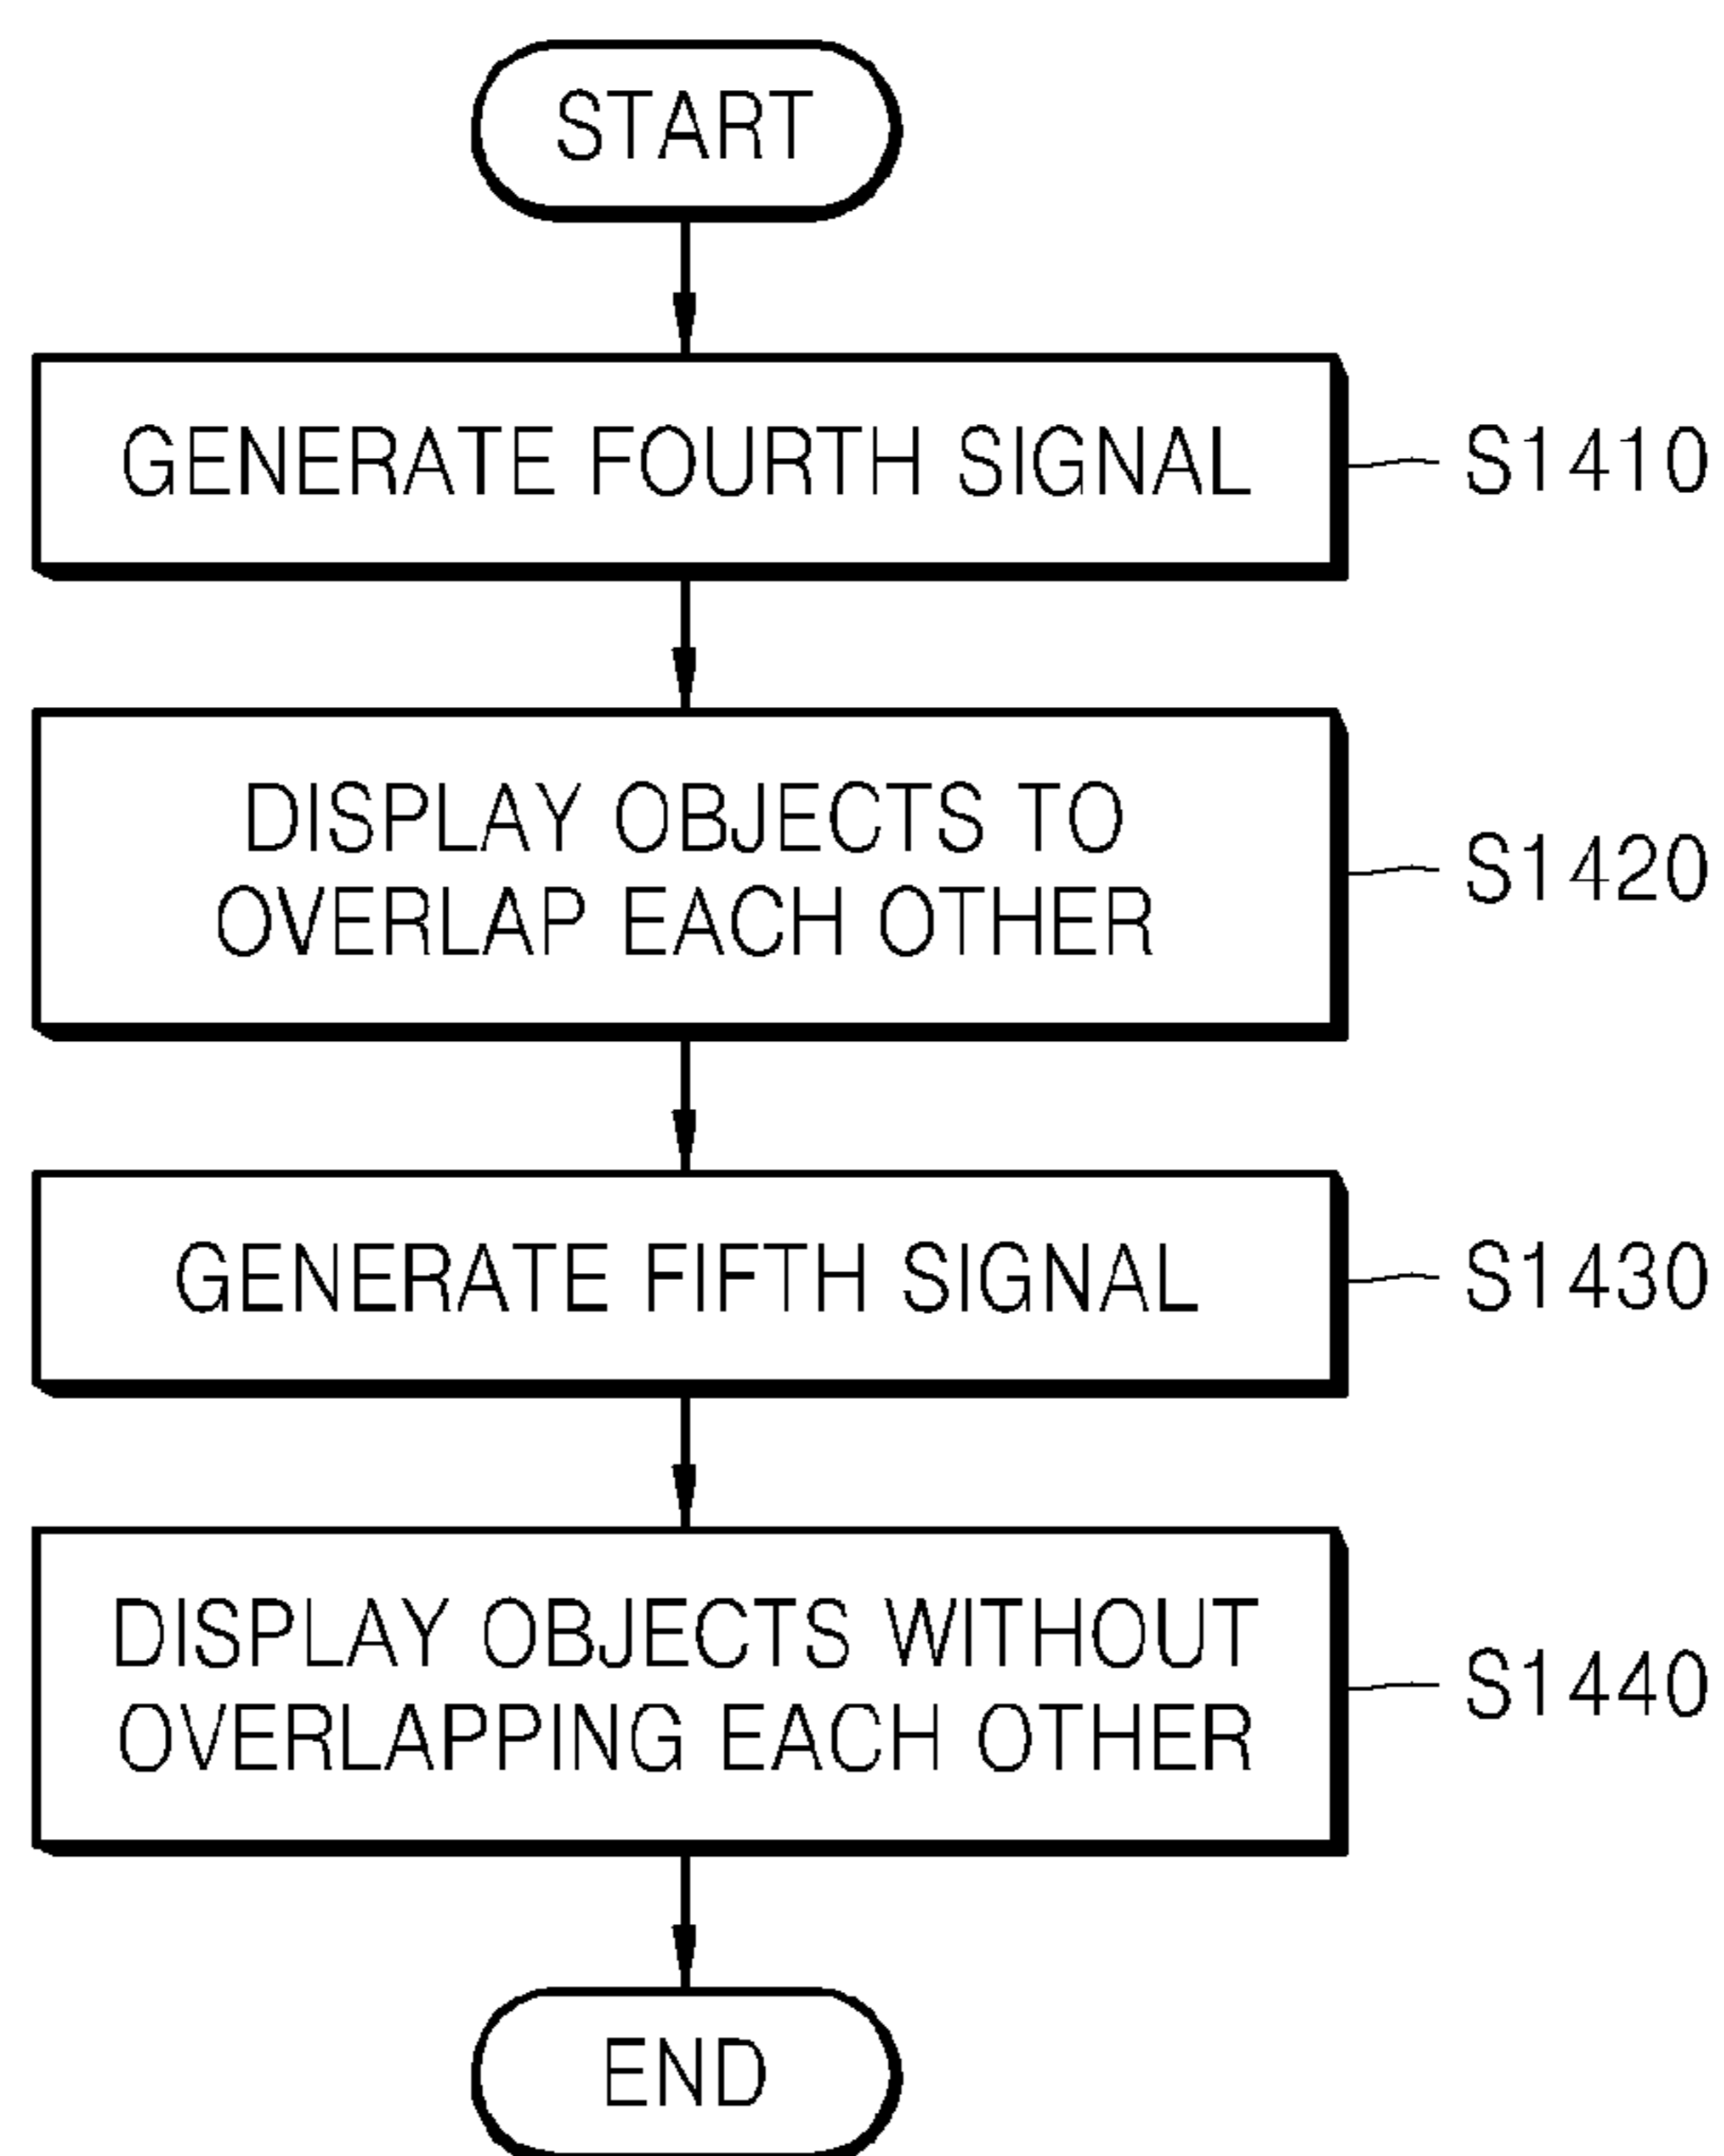 START
GENERATE FOURTH SIGNAL
S1410
DISPLAY OBJECTS TO
OVERLAP EACH OTHER
S1420
GENERATE FIFTH SIGNAL
S1430
DISPLAY OBJECTS WITHOUT
OVERLAPPING EACH OTHER
S1440
END